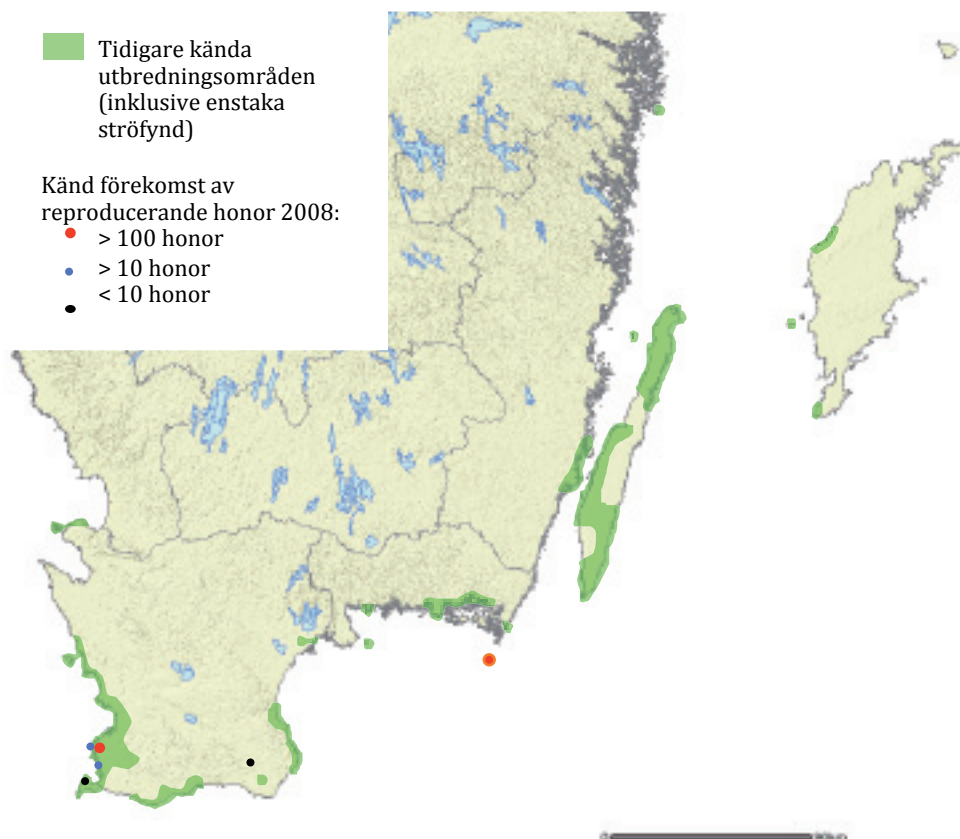 Tidigare kända
utbredningsområden
(inklusive enstaka
ströfynd)
Känd förekomst av
reproducerande honor 2008:
> 100 honor
> 10 honor
< 10 honor